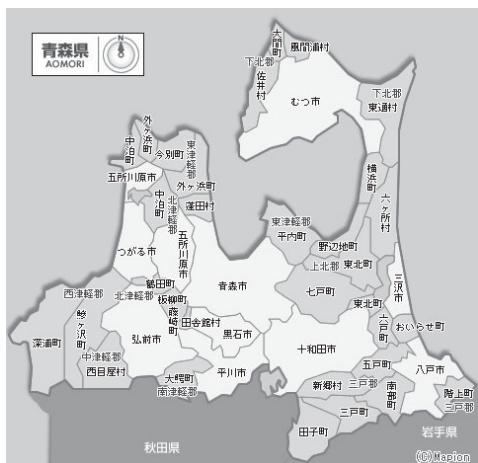 青森県
AOMORI
大間町
風間浦村
下北郡
佐井村
むつ市
下北郡
東通村
外ヶ浜町
中泊町
今別町
東津軽郡
五所川原市
外ヶ浜町
中泊町
北津軽郡
蓬田村
横浜町
六ヶ所村
東津軽郡
平内町
野辺地町
つがる市
五所川原市
上北郡
東北町
青森市
七戸町
三沢市
西津軽郡
鶴田町
北津軽郡
板柳町
東北町
鰺ヶ沢町
藤崎町
田舎館村
六戸町
おいらせ町
深浦町
弘前市
黒石市
十和田市
中津軽郡
西目屋村
五戸町
八戸市
大鰐町
南津軽郡
平川市
新郷村
三戸郡
南部町
階上町
三戸郡
三戸町
田子町
秋田県
岩手県
(C)Mapion